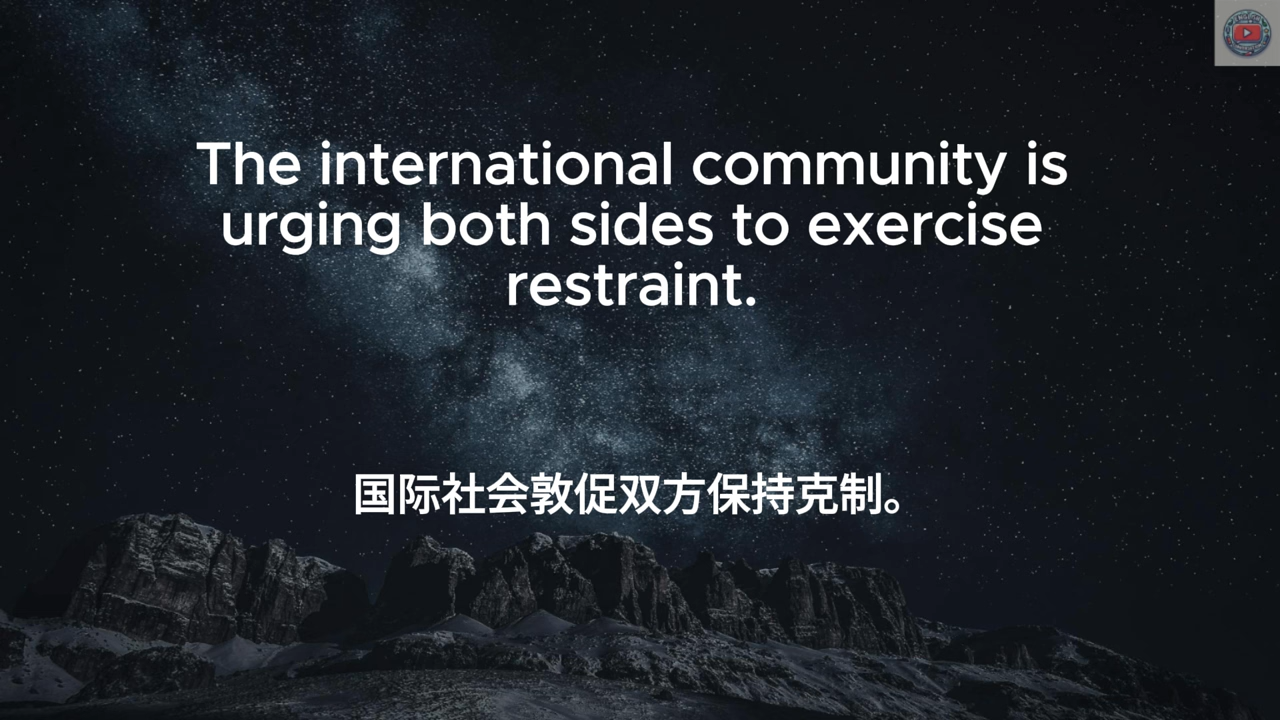 The international community is
urging both sides to exercise
restraint.
国际社会敦促双方保持克制。